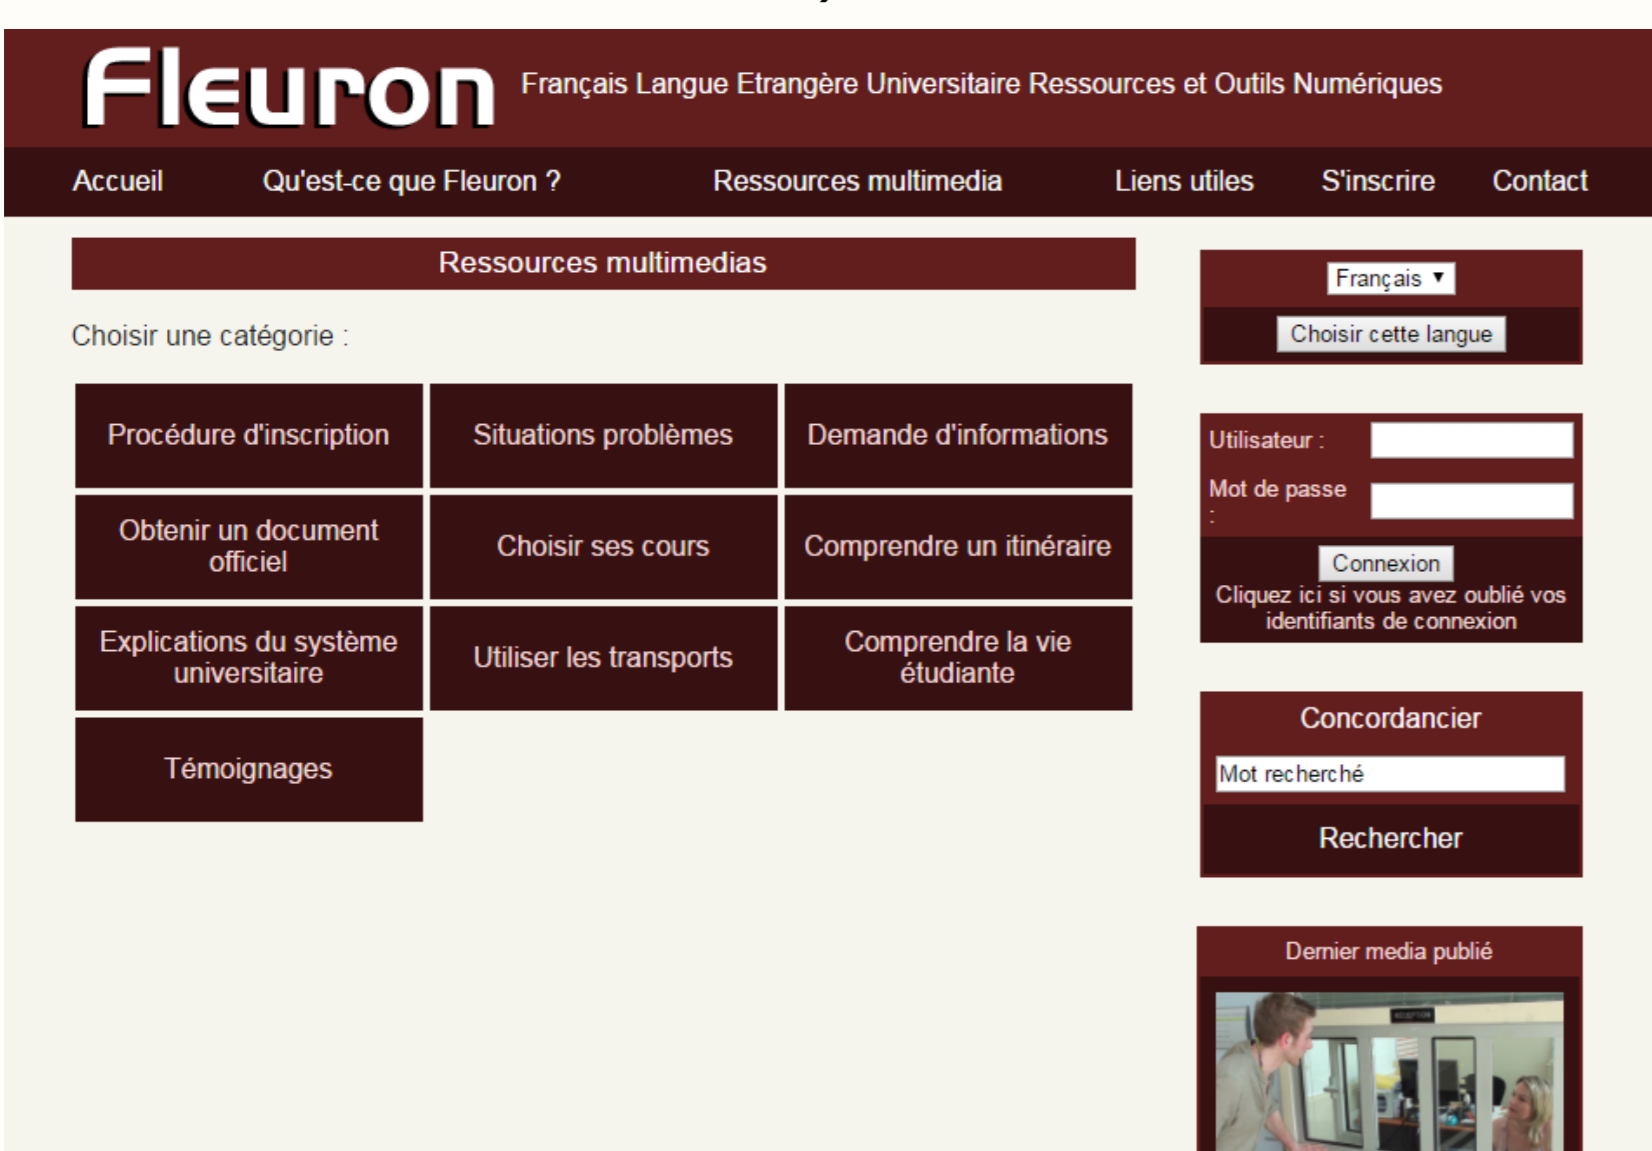 Fleuron
Français Langue Etrangère Universitaire Ressources et Outils Numériques
Accueil
Qu'est-ce que Fleuron ?
Ressources multimedia
Liens utiles
S'inscrire
Contact
Ressources multimedias
Choisir une catégorie :
Procédure d'inscription
Situations problèmes
Demande d'informations
Obtenir un document
officiel
Choisir ses cours
Comprendre un itinéraire
Explications du système
universitaire
Utiliser les transports
Comprendre la vie
étudiante
Témoignages
Français ▼
Choisir cette langue
Utilisateur :
Mot de passe
:
Connexion
Cliquez ici si vous avez oublié vos
identifiants de connexion
Concordancier
Mot recherché
Rechercher
Dernier media publié
RECEPTION